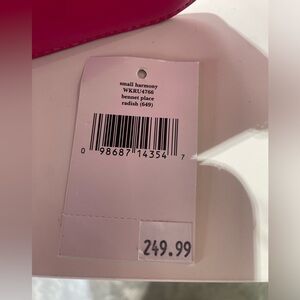 small harmony
WKRU4766
bennet place
radish (649)
0 98687 14354 7
249.99